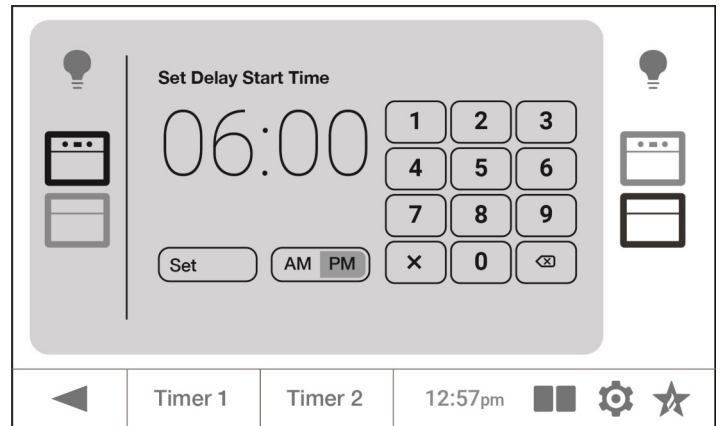 Set Delay Start Time
06:00
1 2 3
4 5 6
7 8 9
× 0 ⌫
Set AM PM
Timer 1 Timer 2 12:57pm